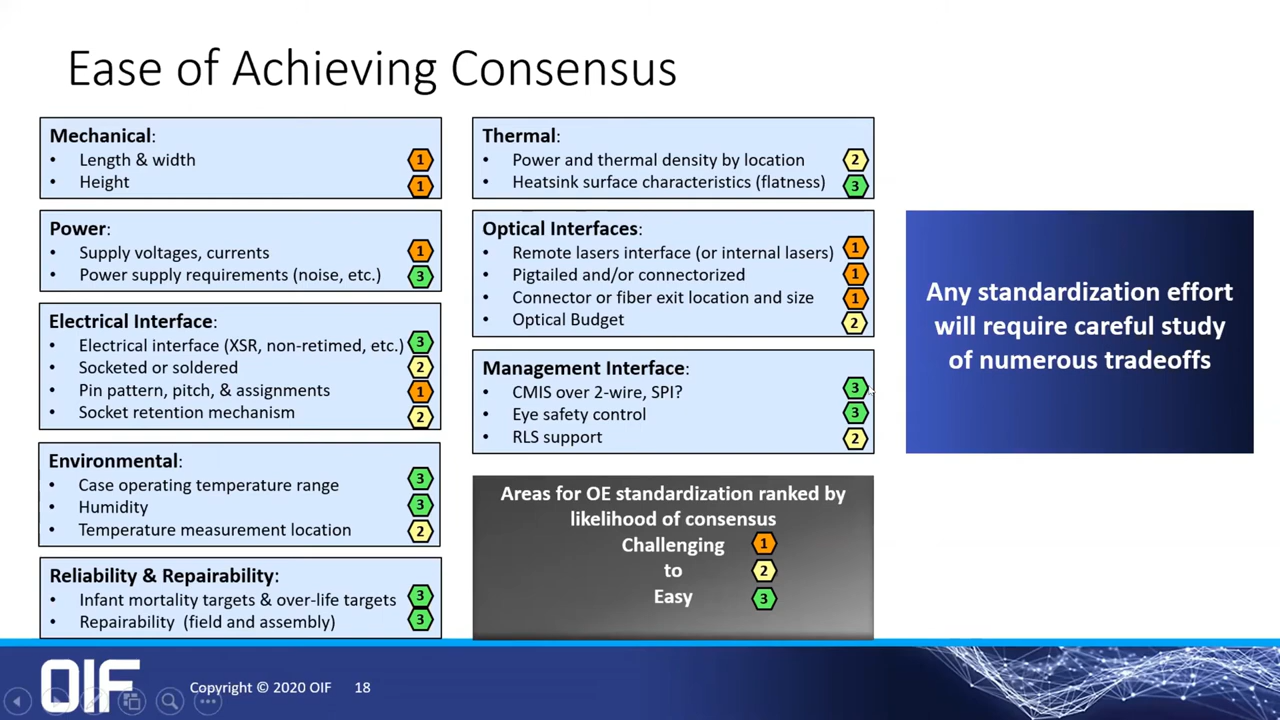 Ease of Achieving Consensus
Mechanical:
• Length & width 1
• Height 1
Power:
• Supply voltages, currents 1
• Power supply requirements (noise, etc.) 3
Electrical Interface:
• Electrical interface (XSR, non-retimed, etc.) 3
• Socketed or soldered 2
• Pin pattern, pitch, & assignments 1
• Socket retention mechanism 2
Environmental:
• Case operating temperature range 3
• Humidity 3
• Temperature measurement location 2
Reliability & Repairability:
• Infant mortality targets & over-life targets 3
• Repairability (field and assembly) 3
Thermal:
• Power and thermal density by location 2
• Heatsink surface characteristics (flatness) 3
Optical Interfaces:
• Remote lasers interface (or internal lasers) 1
• Pigtailed and/or connectorized 1
• Connector or fiber exit location and size 1
• Optical Budget 2
Management Interface:
• CMIS over 2-wire, SPI? 3
• Eye safety control 3
• RLS support 2
Areas for OE standardization ranked by
likelihood of consensus
Challenging 1
to 2
Easy 3
Any standardization effort
will require careful study
of numerous tradeoffs
OIF
Copyright © 2020 OIF 18